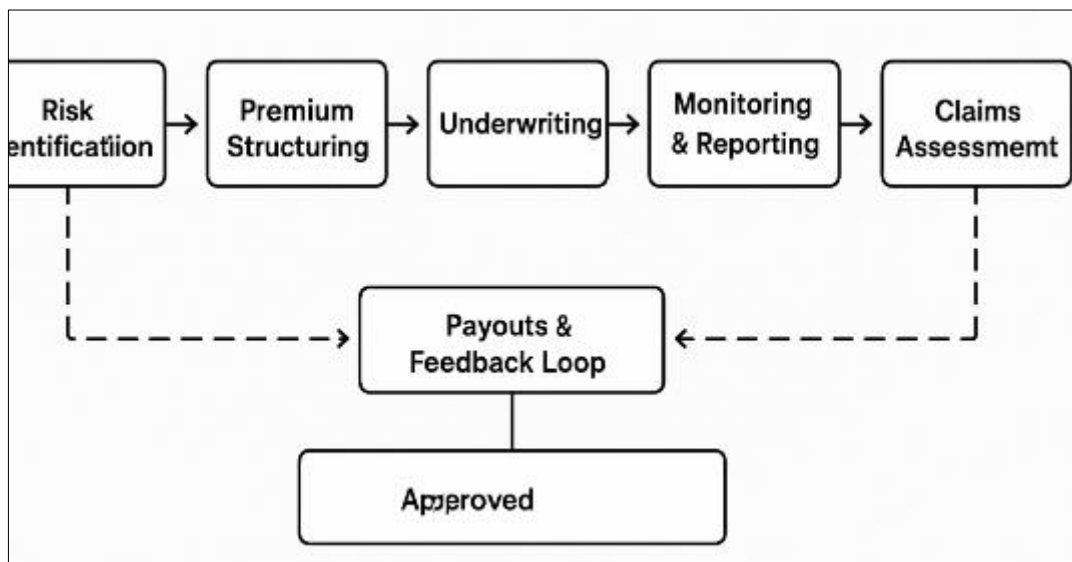 Risk
entificatiion
Premium
Structuring
Underwriting
Monitoring
& Reporting
Claims
Assessmemt
Payouts &
Feedback Loop